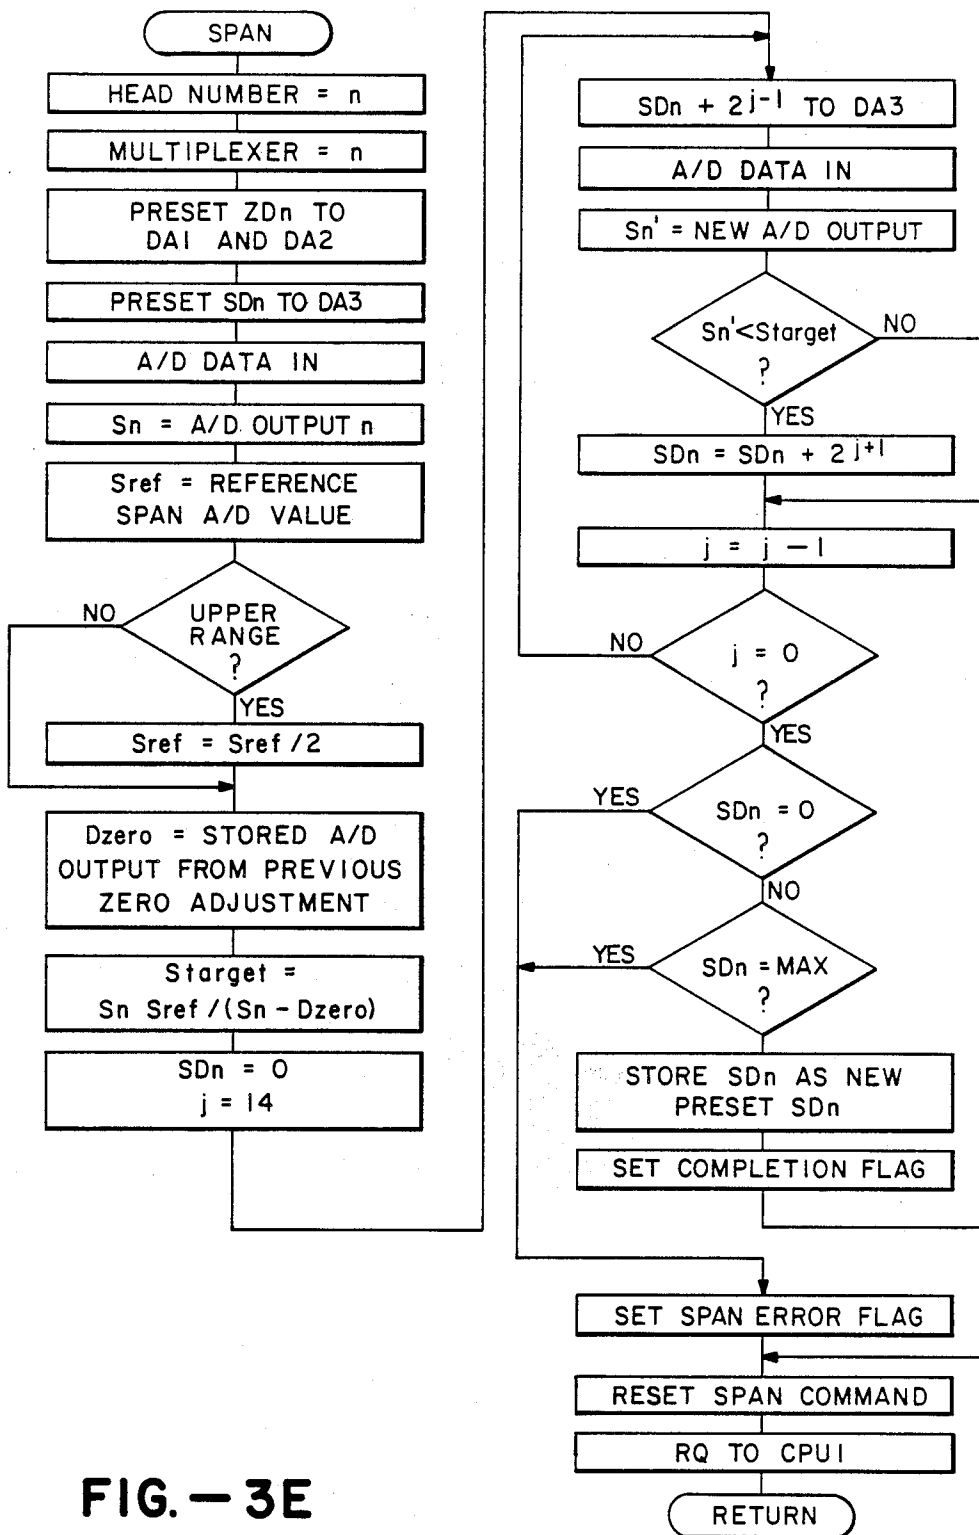 SPAN
HEAD NUMBER = n
MULTIPLEXER = n
PRESET ZDn TO
DA1 AND DA2
PRESET SDn TO DA3
A/D DATA IN
Sn = A/D OUTPUT n
Sref = REFERENCE
SPAN A/D VALUE
NO
UPPER
RANGE
?
YES
Sref = Sref/2
Dzero = STORED A/D
OUTPUT FROM PREVIOUS
ZERO ADJUSTMENT
Starget =
Sn Sref/(Sn - Dzero)
SDn = 0
j = 14
SDn + 2^j-1 TO DA3
A/D DATA IN
Sn' = NEW A/D OUTPUT
Sn'<Starget
?
NO
YES
SDn = SDn + 2^j+1
j = j - 1
NO
j = 0
?
YES
YES
SDn = 0
?
NO
YES
SDn = MAX
?
STORE SDn AS NEW
PRESET SDn
SET COMPLETION FLAG
SET SPAN ERROR FLAG
RESET SPAN COMMAND
RQ TO CPU1
RETURN
FIG.-3E